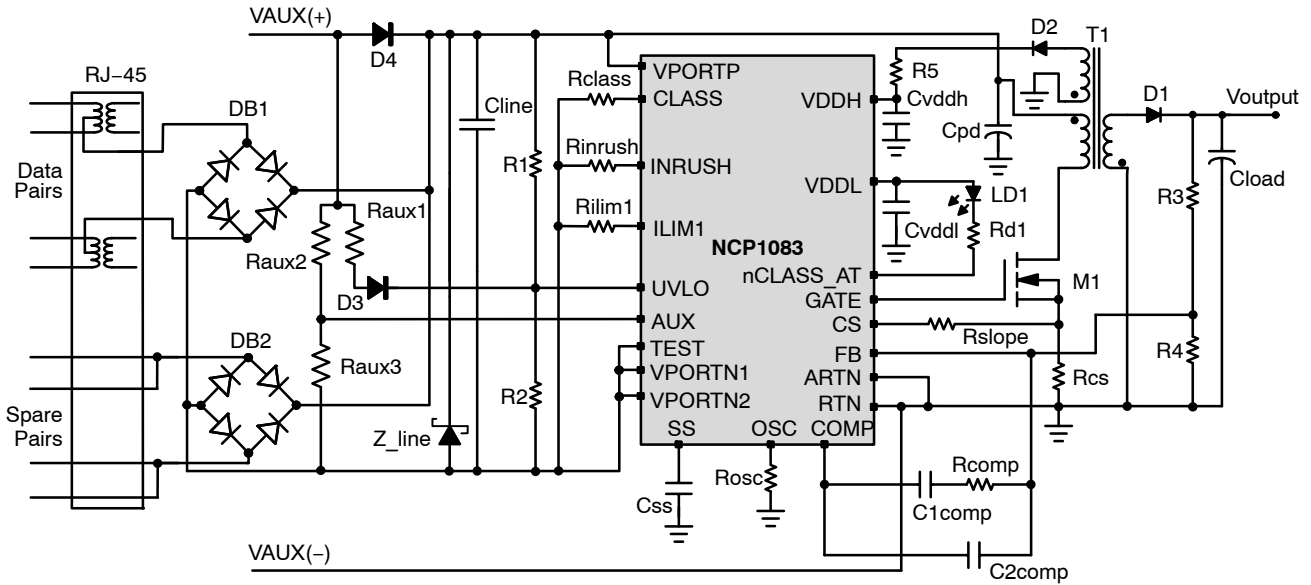 VAUX(+)
D4
RJ–45
DB1
Data
Pairs
DB2
Spare
Pairs
Raux1
Raux2
D3
Raux3
Z_line
Cline
R1
R2
Rclass
Rinrush
Rilim1
VPORTP
CLASS
INRUSH
ILIM1
NCP1083
UVLO
AUX
TEST
VPORTN1
VPORTN2
SS
OSC
COMP
VDDH
VDDL
nCLASS_AT
GATE
CS
FB
ARTN
RTN
R5
Cvddh
Cvddl
D2
T1
Cpd
LD1
Rd1
D1
Voutput
Cload
R3
R4
M1
Rslope
Rcs
Css
Rosc
Rcomp
C1comp
C2comp
VAUX(–)